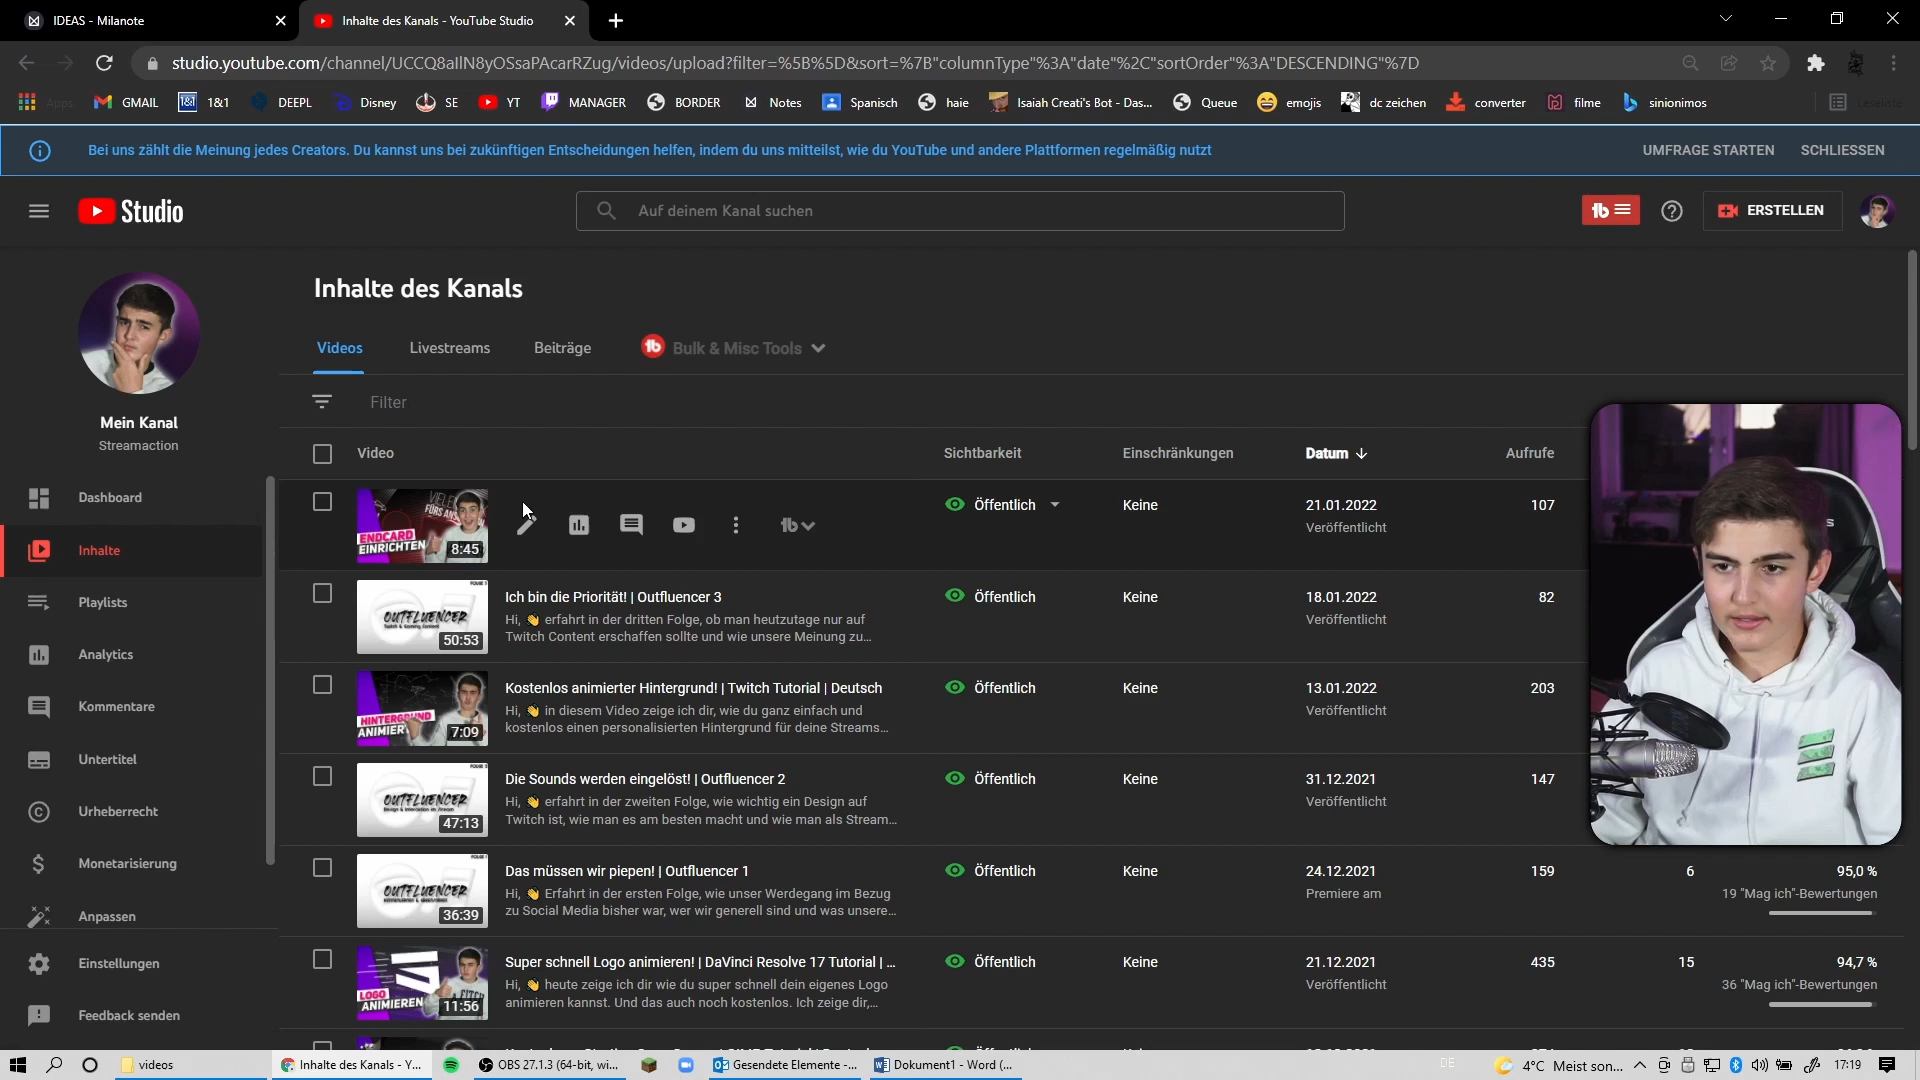 IDEAS - Milanote
Inhalte des Kanals - YouTube Studio
studio.youtube.com/channel/UCCQ8aIlN8yOSsaPAcarRZug/videos/upload?filter=%5B%5D&sort=%7B"columnType"%3A"date"%2C"sortOrder"%3A"DESCENDING"%7D
Apps GMAIL 1&1 DEEPL Disney SE YT MANAGER BORDER Notes Spanisch haie Isaiah Creati's Bot - Das... Queue emojis dc zeichen converter filme sinionimos Leseliste
Bei uns zählt die Meinung jedes Creators. Du kannst uns bei zukünftigen Entscheidungen helfen, indem du uns mitteilst, wie du YouTube und andere Plattformen regelmäßig nutzt UMFRAGE STARTEN SCHLIESSEN
Studio
Auf deinem Kanal suchen
ERSTELLEN
Mein Kanal
Streamaction
Dashboard
Inhalte
Playlists
Analytics
Kommentare
Untertitel
Urheberrecht
Monetarisierung
Anpassen
Einstellungen
Feedback senden
Inhalte des Kanals
Videos Livestreams Beiträge Bulk & Misc Tools
Filter
Video Sichtbarkeit Einschränkungen Datum Aufrufe
ENDCARD
EINRICHTEN
8:45
Öffentlich Keine 21.01.2022 107
Veröffentlicht
OUTFLUENCER
50:53
Ich bin die Priorität! | Outfluencer 3 Öffentlich Keine 18.01.2022 82
Hi, 👋 erfahrt in der dritten Folge, ob man heutzutage nur auf Veröffentlicht
Twitch Content erschaffen sollte und wie unsere Meinung zu...
HINTERGRUND
7:09
Kostenlos animierter Hintergrund! | Twitch Tutorial | Deutsch Öffentlich Keine 13.01.2022 203
Hi, 👋 in diesem Video zeige ich dir, wie du ganz einfach und Veröffentlicht
kostenlos einen personalisierten Hintergrund für deine Streams...
OUTFLUENCER
47:13
Die Sounds werden eingelöst! | Outfluencer 2 Öffentlich Keine 31.12.2021 147
Hi, 👋 erfahrt in der zweiten Folge, wie wichtig ein Design auf Veröffentlicht
Twitch ist, wie man es am besten macht und wie man als Stream...
OUTFLUENCER
36:39
Das müssen wir piepen! | Outfluencer 1 Öffentlich Keine 24.12.2021 159 6 95,0 %
Hi, 👋 Erfahrt in der ersten Folge, wie unser Werdegang im Bezug Premiere am 19 "Mag ich"-Bewertungen
zu Social Media bisher war, wer wir generell sind und was unsere...
LOGO
ANIMIEREN
11:56
Super schnell Logo animieren! | DaVinci Resolve 17 Tutorial | ... Öffentlich Keine 21.12.2021 435 15 94,7 %
Hi, 👋 heute zeige ich dir wie du super schnell dein eigenes Logo Veröffentlicht 36 "Mag ich"-Bewertungen
animieren kannst. Und das auch noch kostenlos. Ich zeige dir,...
videos Inhalte des Kanals - Y... OBS 27.1.3 (64-bit, wi... Gesendete Elemente -... Dokument1 - Word (... DE 4°C Meist son... 17:19